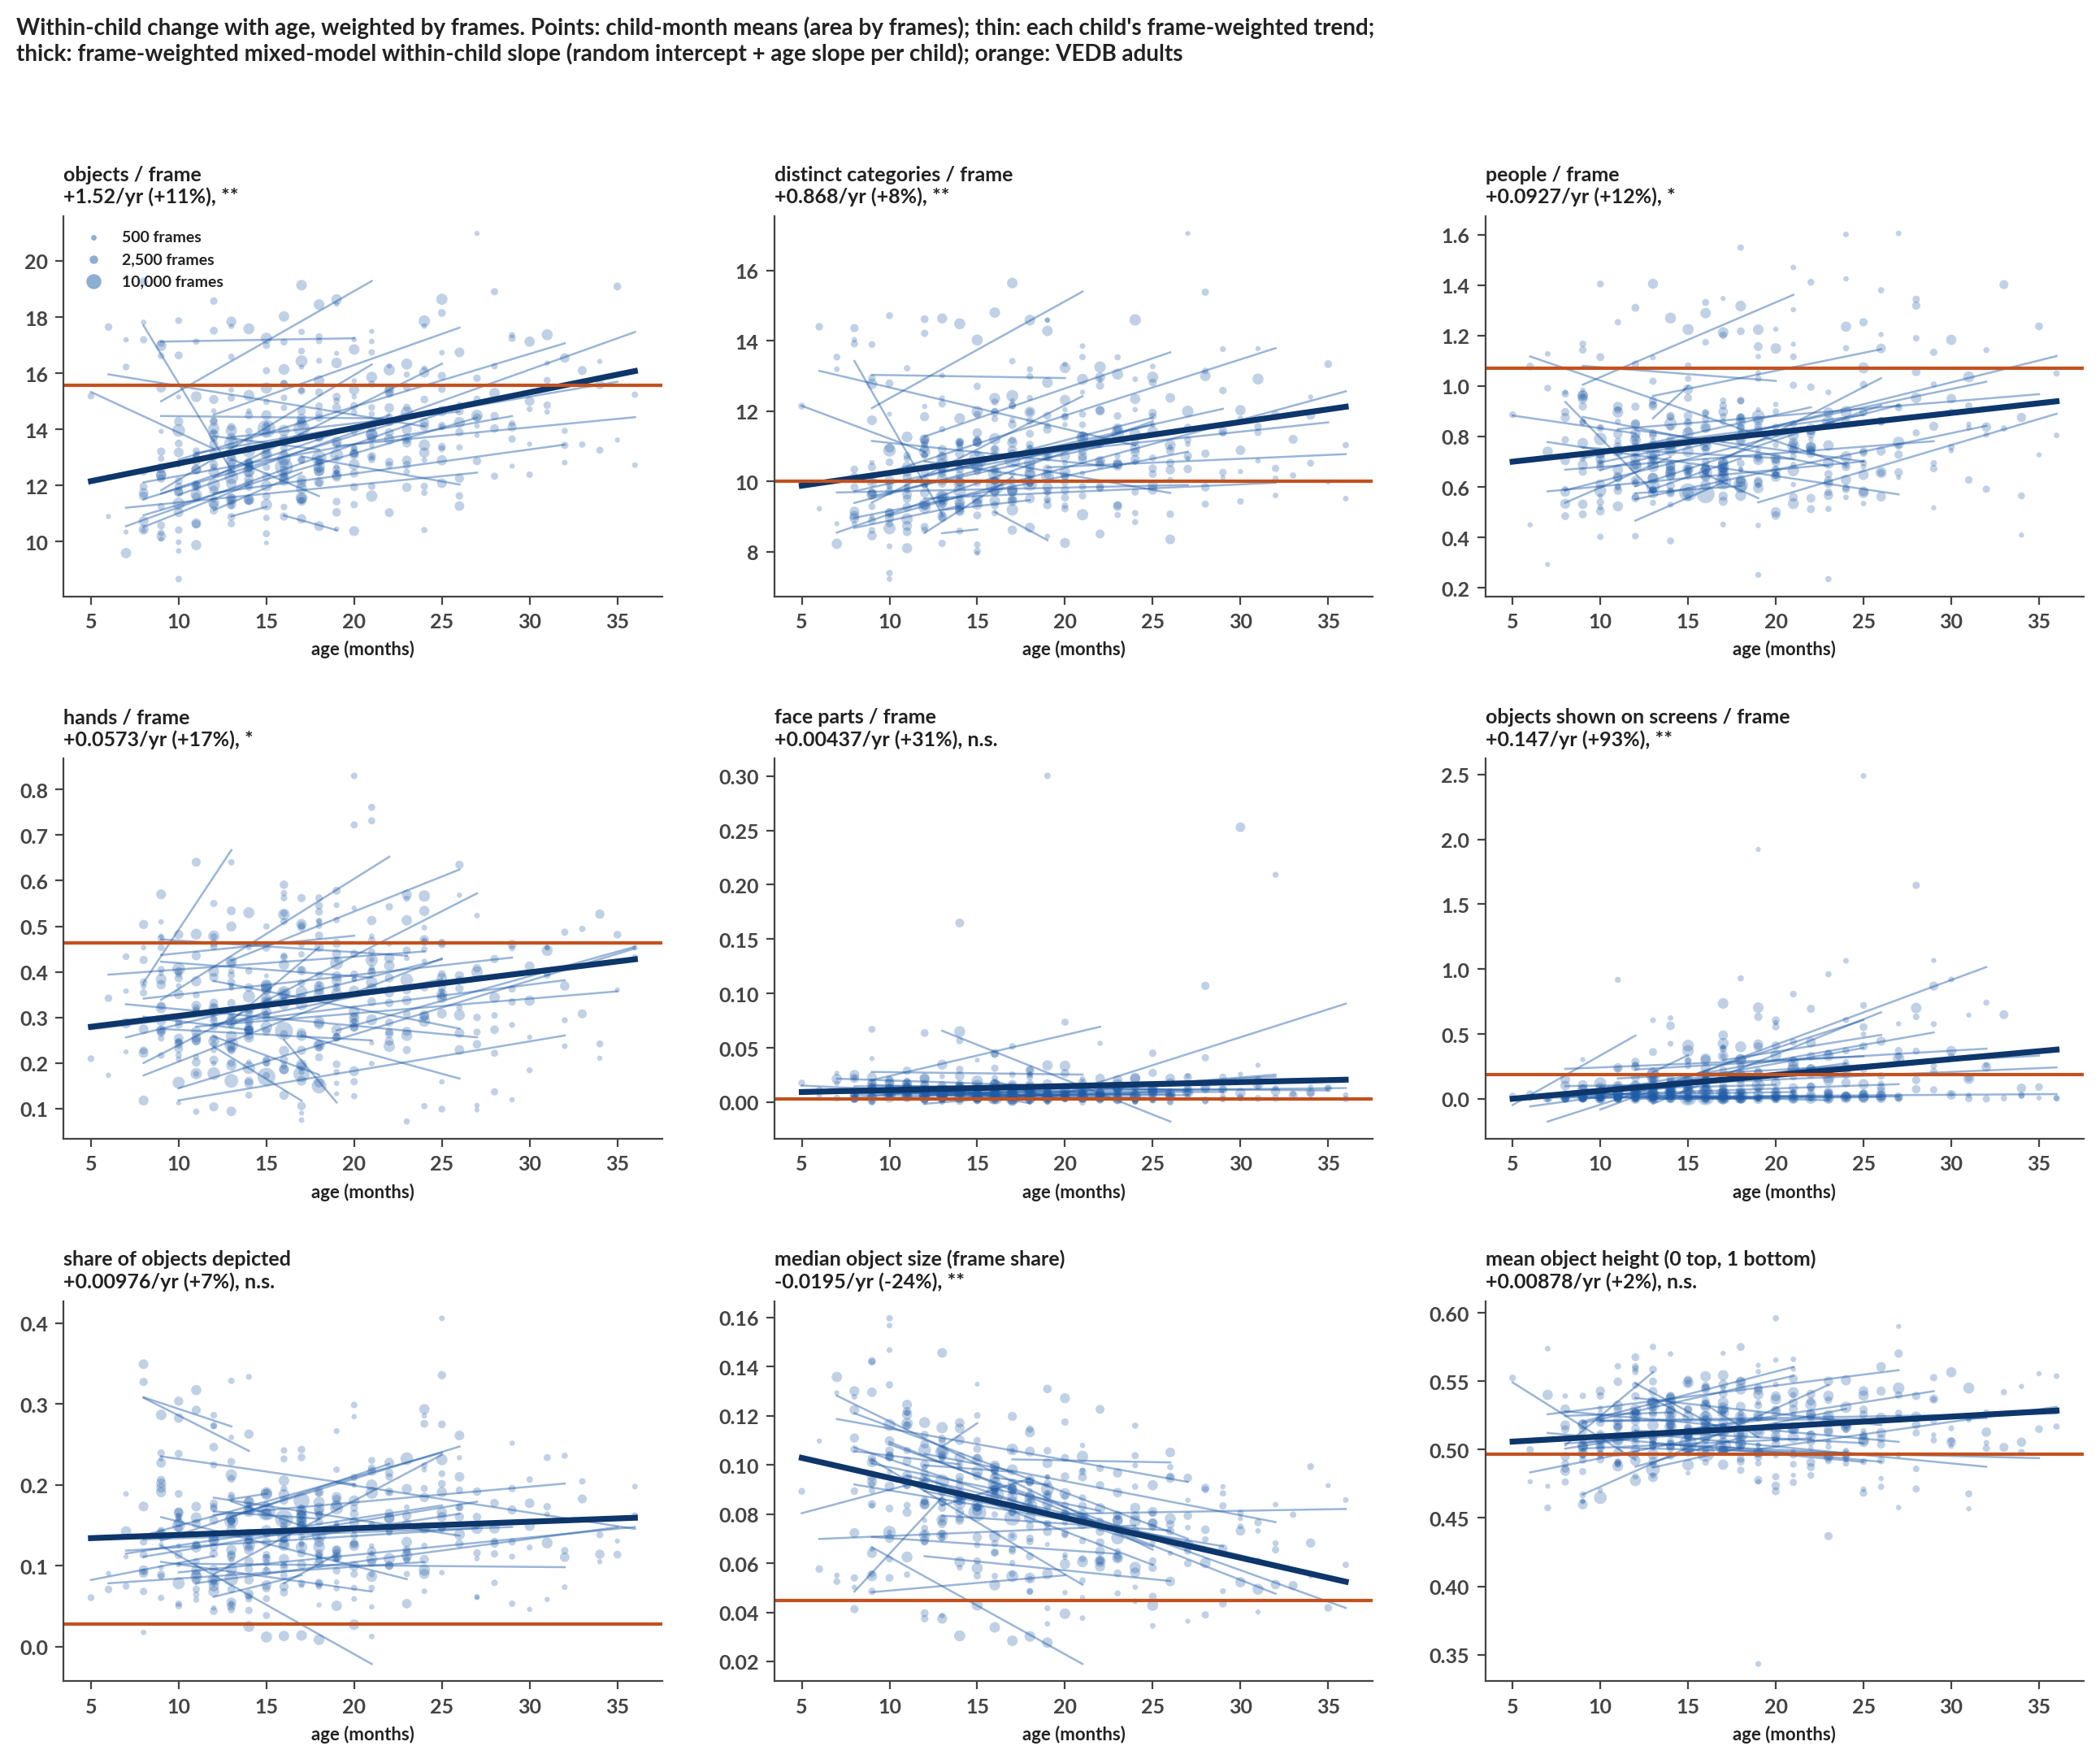 Within-child change with age, weighted by frames. Points: child-month means (area by frames); thin: each child's frame-weighted trend;
thick: frame-weighted mixed-model within-child slope (random intercept + age slope per child); orange: VEDB adults
objects / frame
+1.52/yr (+11%), **
500 frames
2,500 frames
10,000 frames
20
18
16
14
12
10
5 10 15 20 25 30 35
age (months)
distinct categories / frame
+0.868/yr (+8%), **
16
14
12
10
8
5 10 15 20 25 30 35
age (months)
people / frame
+0.0927/yr (+12%), *
1.6
1.4
1.2
1.0
0.8
0.6
0.4
0.2
5 10 15 20 25 30 35
age (months)
hands / frame
+0.0573/yr (+17%), *
0.8
0.7
0.6
0.5
0.4
0.3
0.2
0.1
5 10 15 20 25 30 35
age (months)
face parts / frame
+0.00437/yr (+31%), n.s.
0.30
0.25
0.20
0.15
0.10
0.05
0.00
5 10 15 20 25 30 35
age (months)
objects shown on screens / frame
+0.147/yr (+93%), **
2.5
2.0
1.5
1.0
0.5
0.0
5 10 15 20 25 30 35
age (months)
share of objects depicted
+0.00976/yr (+7%), n.s.
0.4
0.3
0.2
0.1
0.0
5 10 15 20 25 30 35
age (months)
median object size (frame share)
-0.0195/yr (-24%), **
0.16
0.14
0.12
0.10
0.08
0.06
0.04
0.02
5 10 15 20 25 30 35
age (months)
mean object height (0 top, 1 bottom)
+0.00878/yr (+2%), n.s.
0.60
0.55
0.50
0.45
0.40
0.35
5 10 15 20 25 30 35
age (months)